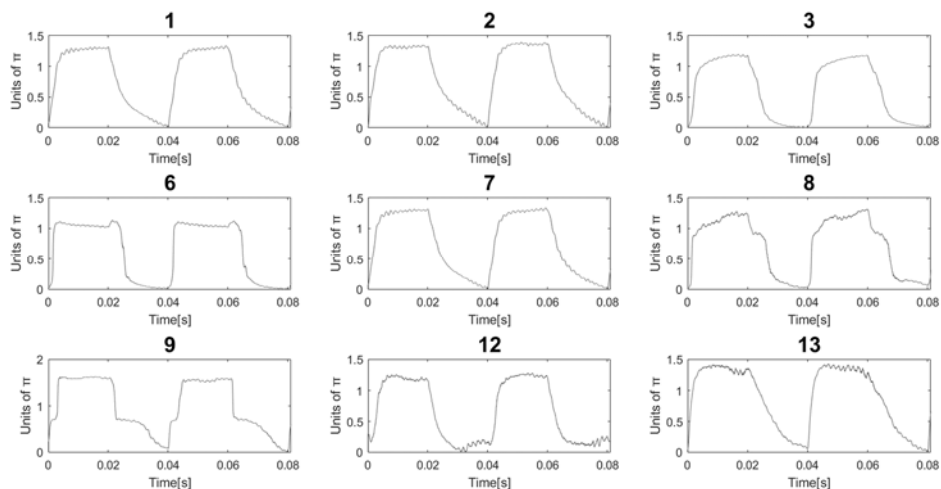 1 2 3
1.5 1.5 1.5
Units of π Units of π Units of π
1 1 1
0.5 0.5 0.5
0 0 0
0 0.02 0.04 0.06 0.08 0 0.02 0.04 0.06 0.08 0 0.02 0.04 0.06 0.08
Time[s] Time[s] Time[s]
6 7 8
1.5 1.5 1.5
Units of π Units of π Units of π
1 1 1
0.5 0.5 0.5
0 0 0
0 0.02 0.04 0.06 0.08 0 0.02 0.04 0.06 0.08 0 0.02 0.04 0.06 0.08
Time[s] Time[s] Time[s]
9 12 13
2 1.5 1.5
Units of π Units of π Units of π
1 1 1
0.5 0.5
0 0 0
0 0.02 0.04 0.06 0.08 0 0.02 0.04 0.06 0.08 0 0.02 0.04 0.06 0.08
Time[s] Time[s] Time[s]